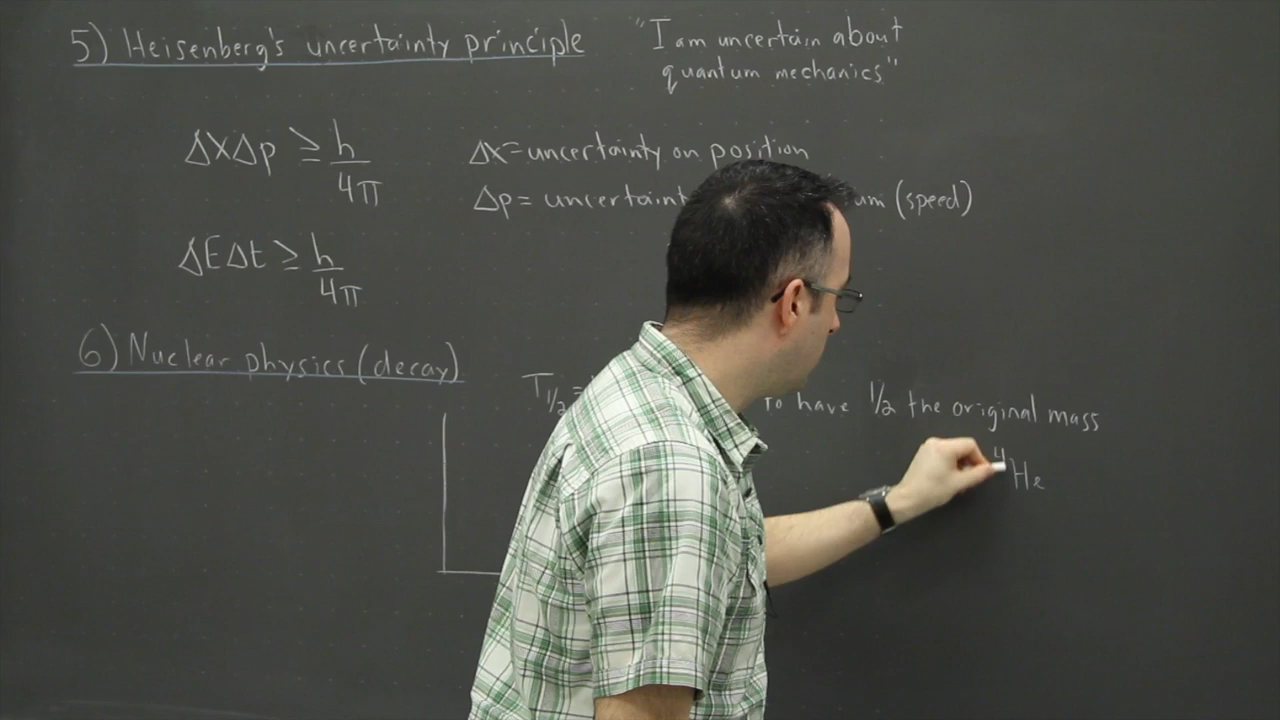 5) Heisenberg's uncertainty principle
"I am uncertain about
quantum mechanics"
ΔxΔp ≥ h/4π
Δx = uncertainty on position
Δp = (speed)
ΔEΔt ≥ h/4π
6) Nuclear physics (decay)
T1/2 = to have 1/2 the original mass
4He